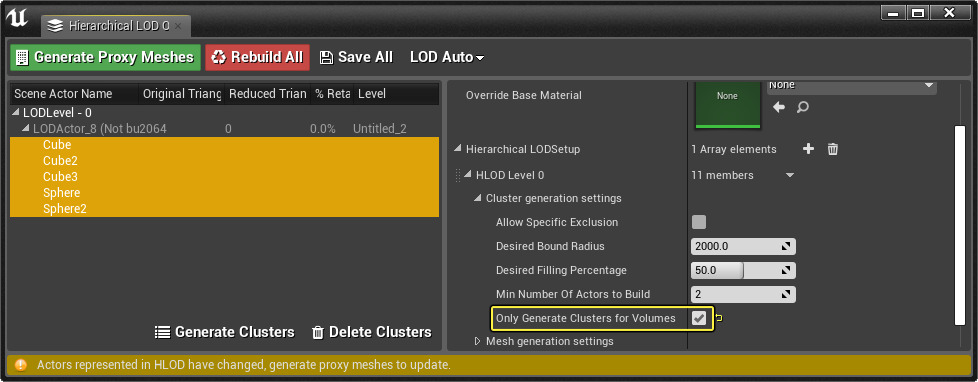 Hierarchical LOD O
Generate Proxy Meshes
Rebuild All
Save All
LOD Auto
Scene Actor Name Original Triang Reduced Trian % Reta Level
LODLevel - 0
LODActor_8 (Not bu2064 0 0.0% Untitled_2
Cube
Cube2
Cube3
Sphere
Sphere2
Generate Clusters
Delete Clusters
Override Base Material
None
None
Hierarchical LODSetup 1 Array elements
HLOD Level 0 11 members
Cluster generation settings
Allow Specific Exclusion
Desired Bound Radius 2000.0
Desired Filling Percentage 50.0
Min Number Of Actors to Build 2
Only Generate Clusters for Volumes
Mesh generation settings
Actors represented in HLOD have changed, generate proxy meshes to update.